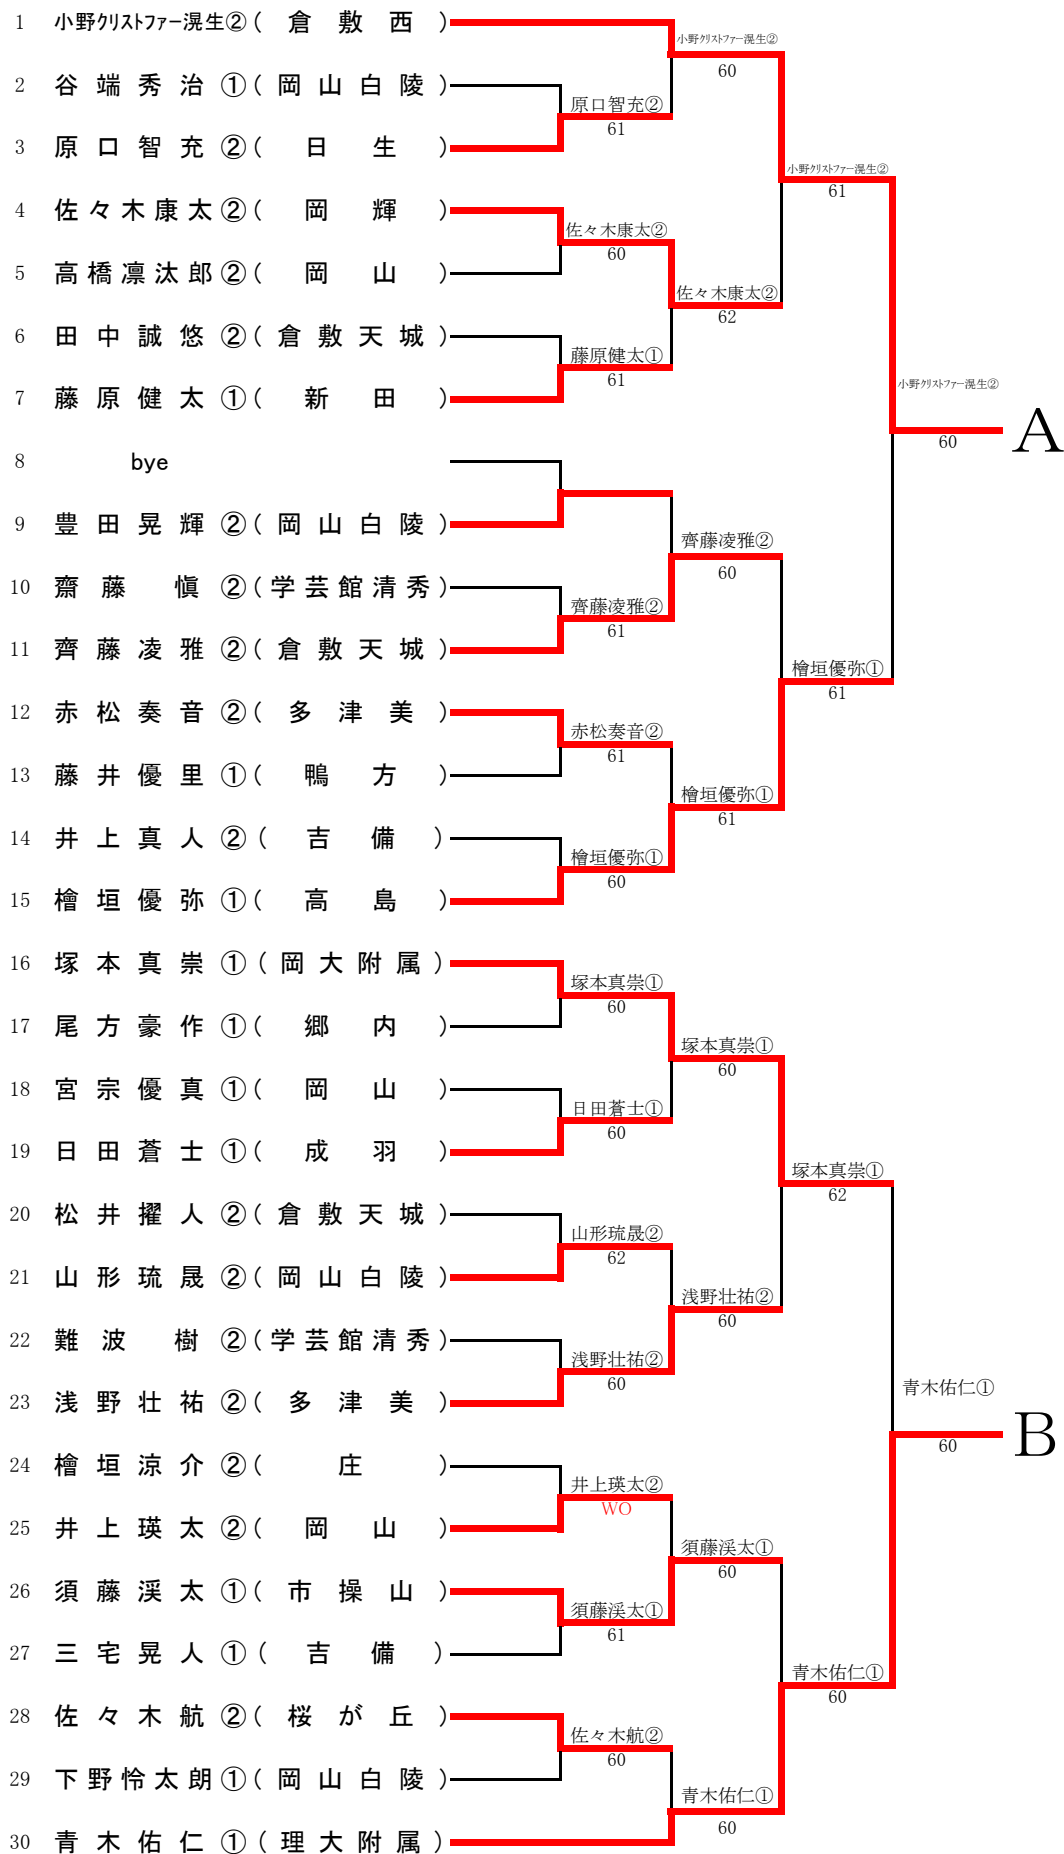 1 小野クリストファー滉生②( 倉敷西 )
小野クリストファー滉生②
60
2 谷端秀治①( 岡山白陵 )
原口智充②
61
3 原口智充②( 日生 )
小野クリストファー滉生②
61
4 佐々木康太②( 岡輝 )
佐々木康太②
60
5 高橋凛汰郎②( 岡山 )
佐々木康太②
62
6 田中誠悠②( 倉敷天城 )
藤原健太①
61
7 藤原健太①( 新田 )
小野クリストファー滉生②
60
A
8 bye
9 豊田晃輝②( 岡山白陵 )
齊藤凌雅②
60
10 齋藤愼②( 学芸館清秀 )
齊藤凌雅②
61
11 齊藤凌雅②( 倉敷天城 )
檜垣優弥①
61
12 赤松奏音②( 多津美 )
赤松奏音②
61
13 藤井優里①( 鴨方 )
檜垣優弥①
61
14 井上真人②( 吉備 )
檜垣優弥①
60
15 檜垣優弥①( 高島 )
16 塚本真崇①( 岡大附属 )
塚本真崇①
60
17 尾方豪作①( 郷内 )
塚本真崇①
60
18 宮宗優真①( 岡山 )
日田蒼士①
60
19 日田蒼士①( 成羽 )
塚本真崇①
62
20 松井擢人②( 倉敷天城 )
山形琉晟②
62
21 山形琉晟②( 岡山白陵 )
浅野壮祐②
60
22 難波樹②( 学芸館清秀 )
浅野壮祐②
60
23 浅野壮祐②( 多津美 )
青木佑仁①
60
B
24 檜垣涼介②( 庄 )
井上瑛太②
WO
25 井上瑛太②( 岡山 )
須藤渓太①
60
26 須藤渓太①( 市操山 )
須藤渓太①
61
27 三宅晃人①( 吉備 )
青木佑仁①
60
28 佐々木航②( 桜が丘 )
佐々木航②
60
29 下野怜太朗①( 岡山白陵 )
青木佑仁①
60
30 青木佑仁①( 理大附属 )